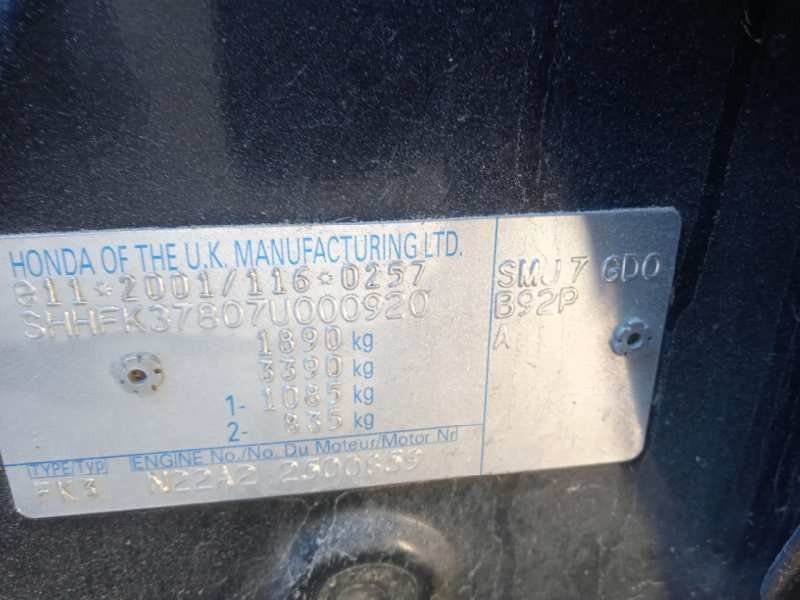 HONDA OF THE U.K. MANUFACTURING LTD.
e11*2001/116*0257
SHHFK37807U000920
1890 kg
3390 kg
1- 1085 kg
2- 835 kg
TYPE/TYP ENGINE No./No. Du Moteur/Motor Nr
FK3 N22A2
SMJ7 GDO
B92P
A